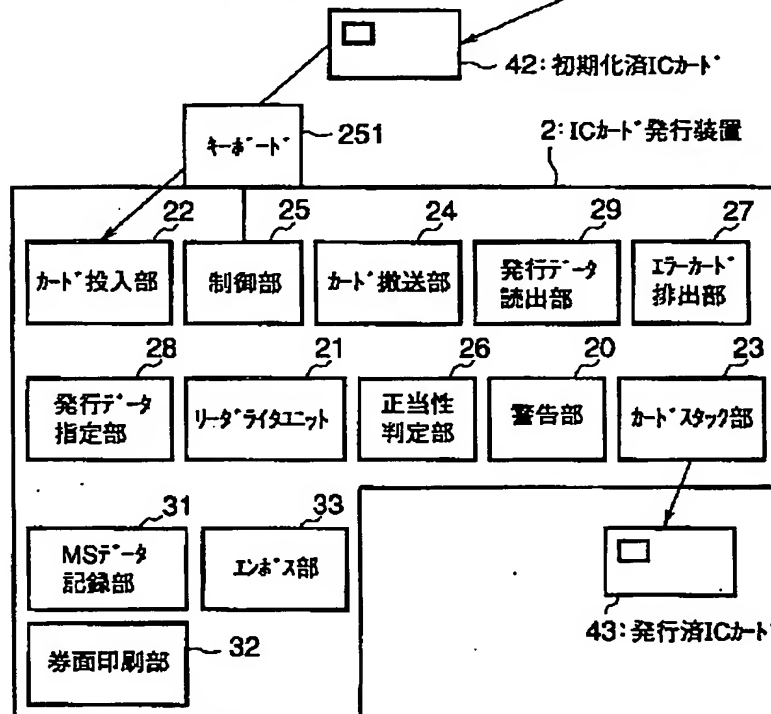 42:初期化済ICカード
キーボード
251
2:ICカード発行装置
22
25
24
29
27
カード投入部
制御部
カード搬送部
発行データ
読出部
エラーカード
排出部
28
21
26
20
23
発行データ
指定部
リーダライタユニット
正当性
判定部
警告部
カードスタック部
31
33
MSデータ
記録部
エンボス部
43:発行済ICカード
券面印刷部
32